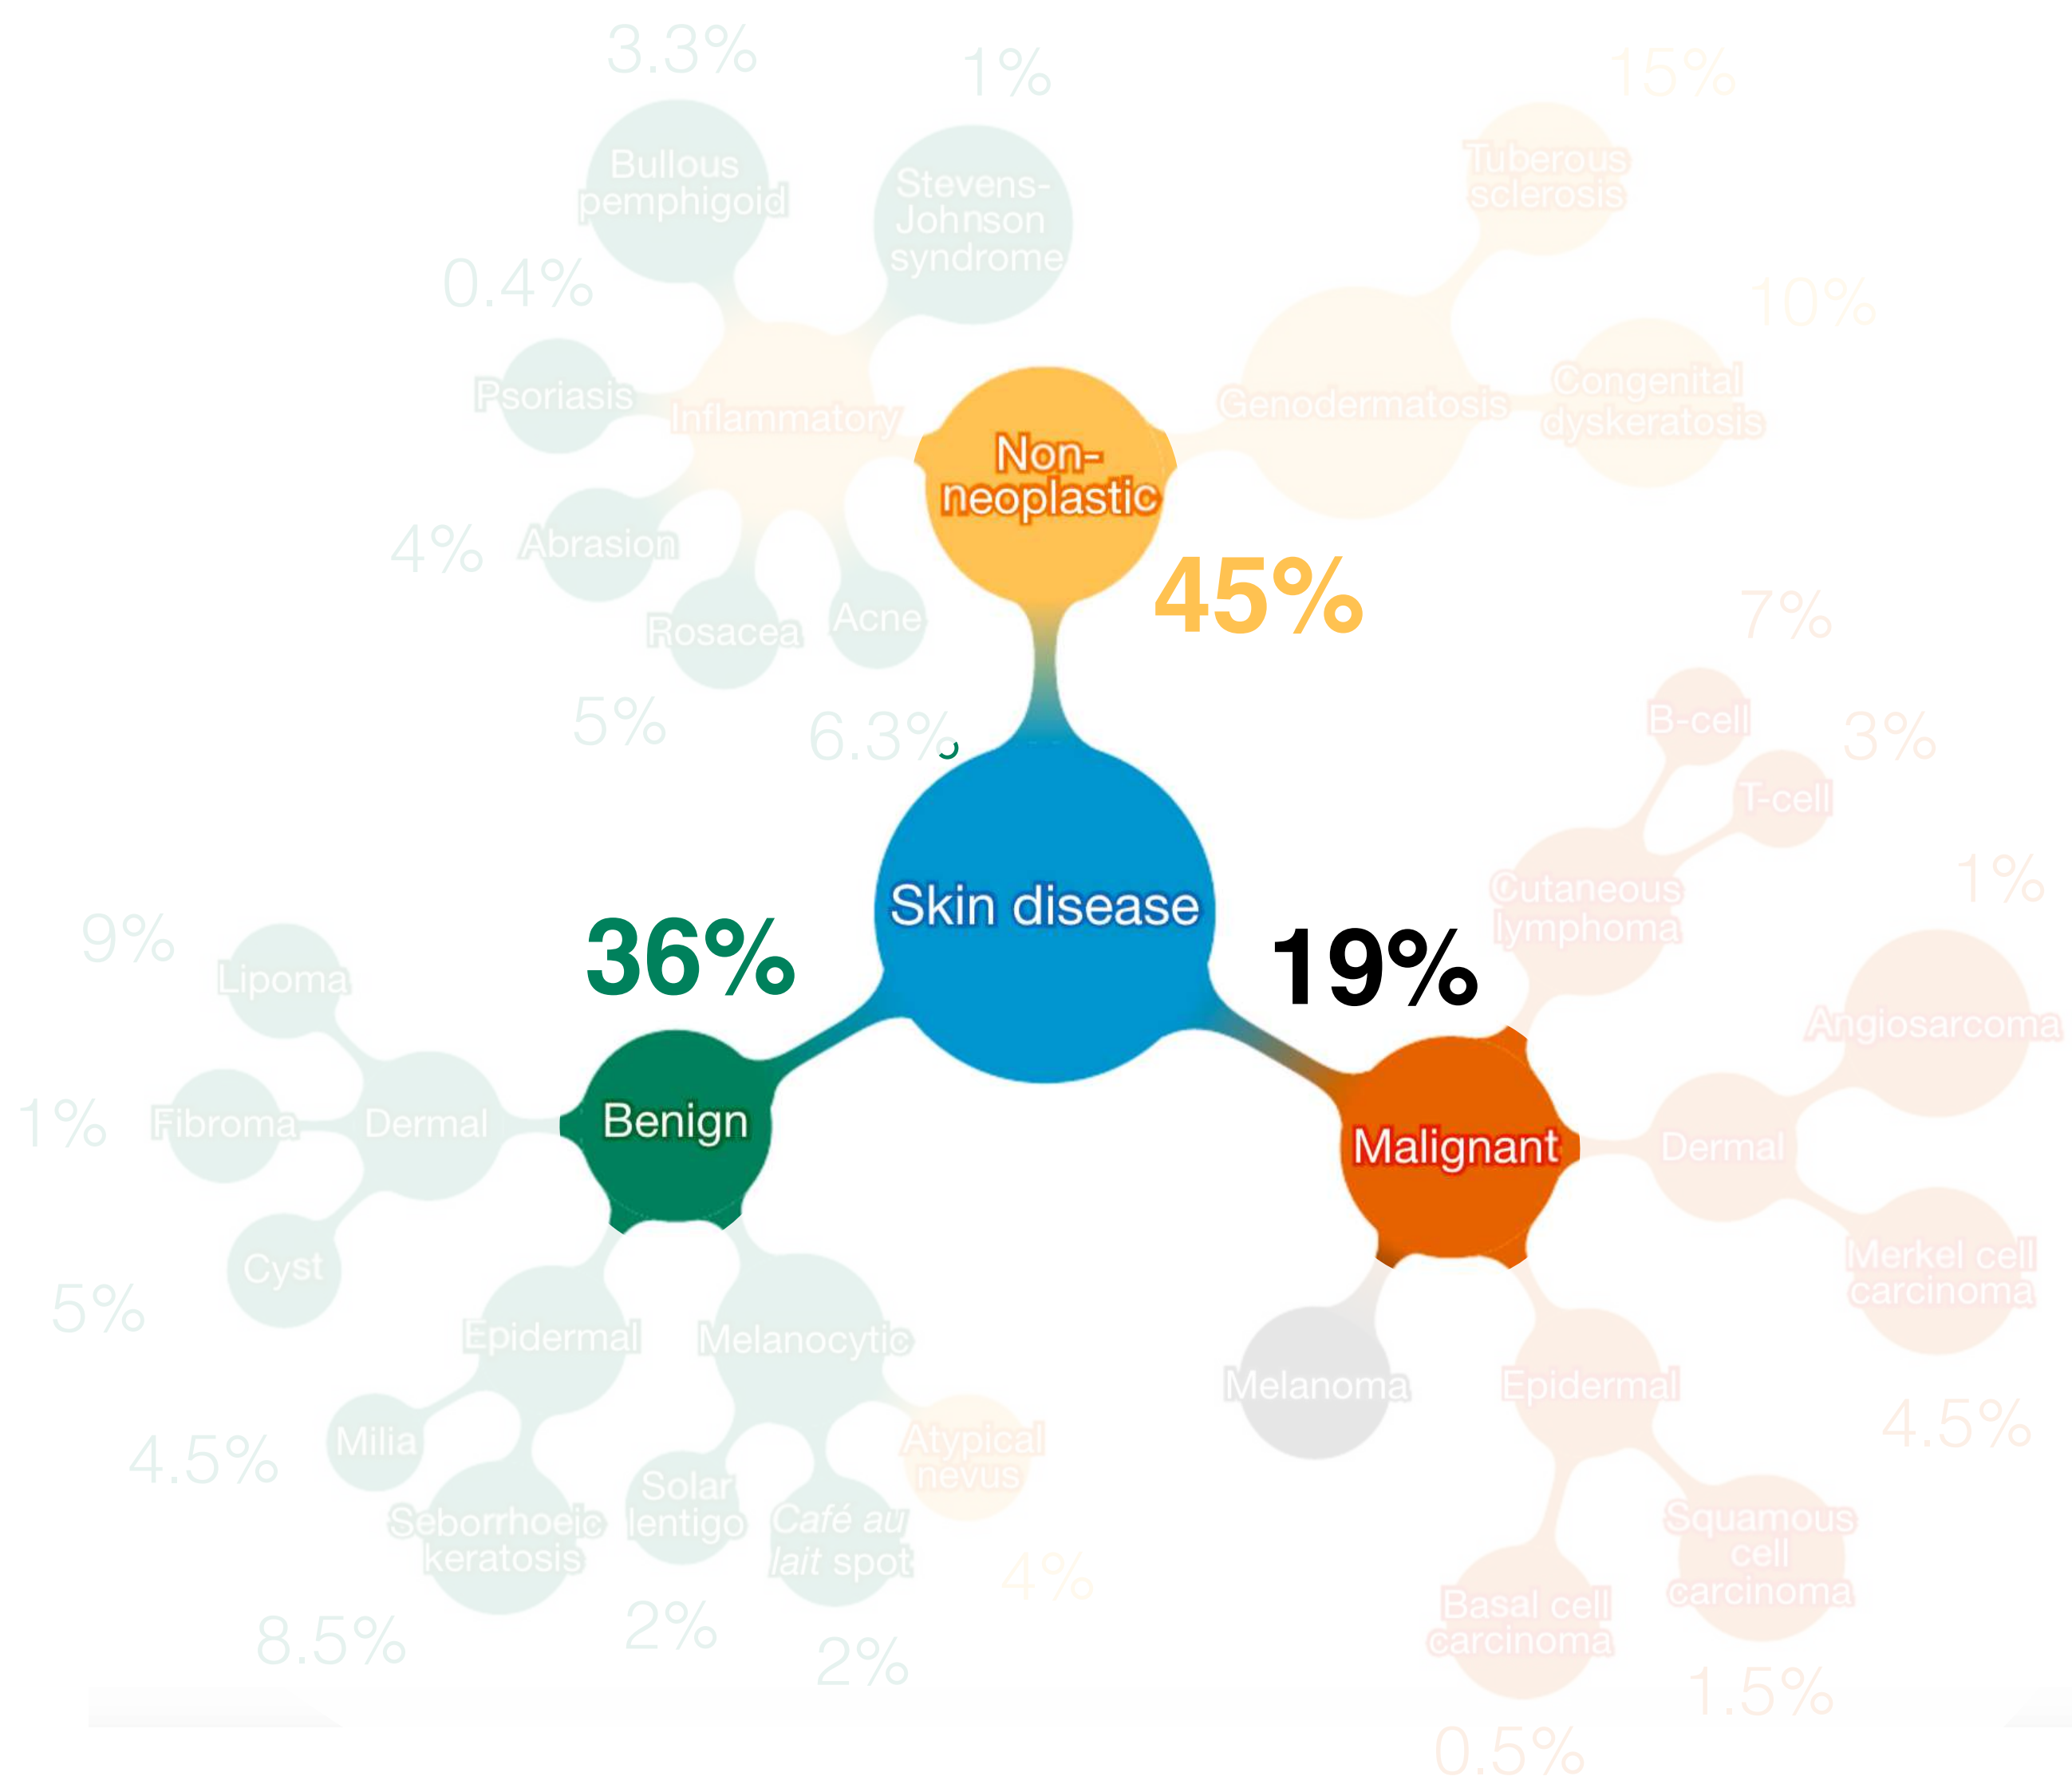 3.3%
1%
15%
Bullous
pemphigoid
Stevens-
Johnson
syndrome
Tuberous
sclerosis
0.4%
10%
Psoriasis
Inflammatory
Non-
neoplastic
Genodermatosis
Congenital
dyskeratosis
4%
Abrasion
Rosacea
Acne
45%
5%
6.3%
7%
B-cell
3%
T-cell
Skin disease
Cutaneous
lymphoma
1%
9%
Lipoma
36%
19%
Angiosarcoma
1%
Fibroma
Dermal
Benign
Malignant
Dermal
Cyst
5%
Merkel cell
carcinoma
Epidermal
Melanocytic
Melanoma
Epidermal
4.5%
4.5%
Milia
Atypical
nevus
Seborrhoeic
keratosis
Solar
lentigo
Café au
lait spot
Squamous
cell
carcinoma
4%
Basal cell
carcinoma
8.5%
2%
2%
1.5%
0.5%